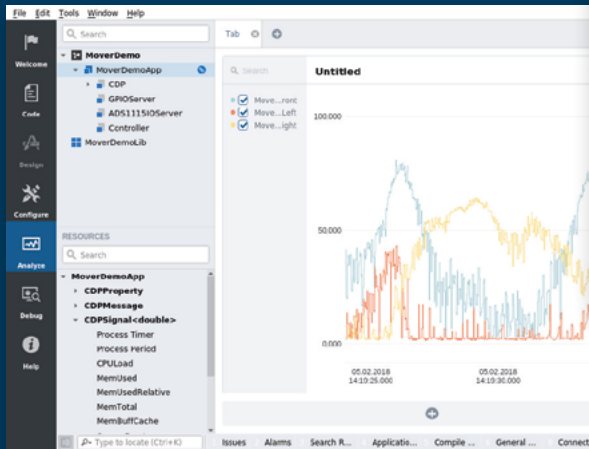 File Edit Tools Window Help
Welcome
Code
Design
Configure
Analyze
Debug
Help
Search
MoverDemo
MoverDemoApp
CDP
GPIOServer
ADS1115IOServer
Controller
MoverDemoLib
RESOURCES
Search
MoverDemoApp
CDPProperty
CDPMessage
CDPSignal<double>
Process Timer
Process Period
CPULoad
MemUsed
MemUsedRelative
MemTotal
MemBuffCache
Type to locate (Ctrl+K)
Tab
Search
Move...ront
Move...Left
Move...ight
Untitled
100.000
50.000
0.000
05.02.2018 05.02.2018
14:19:25.000 14:19:30.000
Issues Alarms Search R... Applicatio... Compile ... General ... Connect